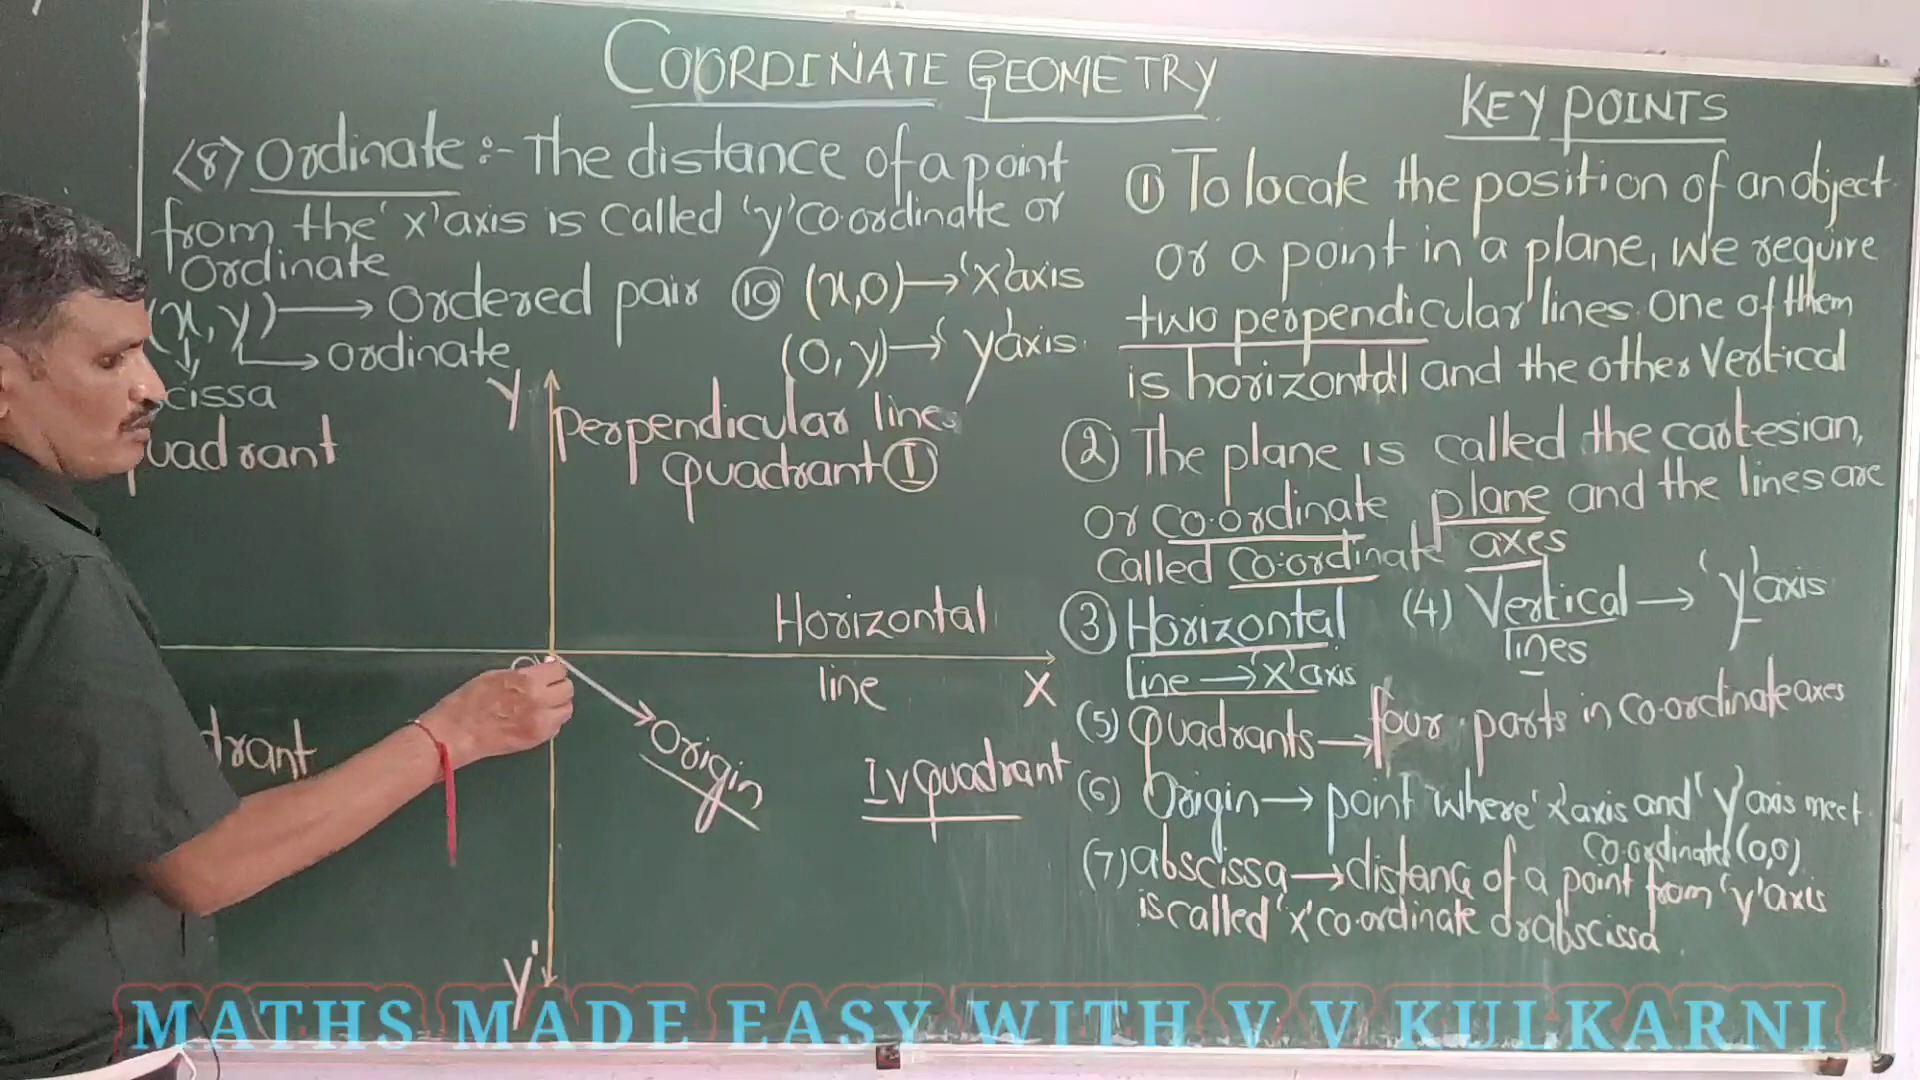 COORDINATE GEOMETRY
<8> Ordinate :- The distance of a point
from the 'x' axis is called 'y' co.ordinate or
Ordinate
(x, y) → Ordered pair
→ ordinate
cissa
⑩ (x,0) → 'x' axis
(0, y) → 'y' axis
Y
Perpendicular lines
quadrant Ⅰ
uadrant
Horizontal
line
X
Origin
drant
IV quadrant
Y'
KEY POINTS
① To locate the position of an object
or a point in a plane, we require
two perpendicular lines. One of them
is horizontal and the other vertical
② The plane is called the cartesian,
or co.ordinate plane and the lines are
called co.ordinate axes
③ Horizontal
line → 'x' axis
(4) Vertical → 'y' axis
lines
(5) Quadrants → four parts in co.ordinate axes
(6) Origin → point where 'x' axis and 'y' axis meet
Co.ordinates (0,0)
(7) abscissa → distance of a point from 'y' axis
is called 'x' co.ordinate or abscissa
MATHS MADE EASY WITH V V KULKARNI